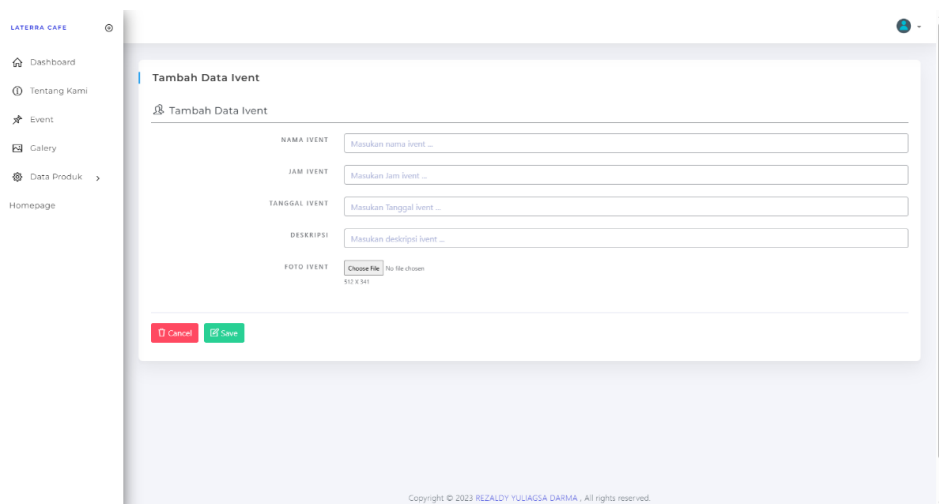 LATERRA CAFE
Dashboard
Tentang Kami
Event
Galery
Data Produk
Homepage
Tambah Data Ivent
Tambah Data Ivent
NAMA IVENT
Masukan nama ivent ...
JAM IVENT
Masukan Jam ivent ...
TANGGAL IVENT
Masukan Tanggal ivent ...
DESKRIPSI
Masukan deskripsi ivent ...
FOTO IVENT
Choose File No file chosen
512 X 341
Cancel Save
Copyright © 2023 REZALDY YULIAGSA DARMA , All rights reserved.